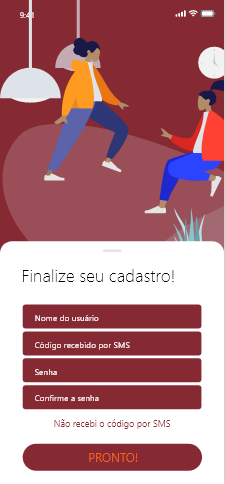 9:41
Finalize seu cadastro!
Nome do usuário
Código recebido por SMS
Senha
Confirme a senha
Não recebi o código por SMS
PRONTO!